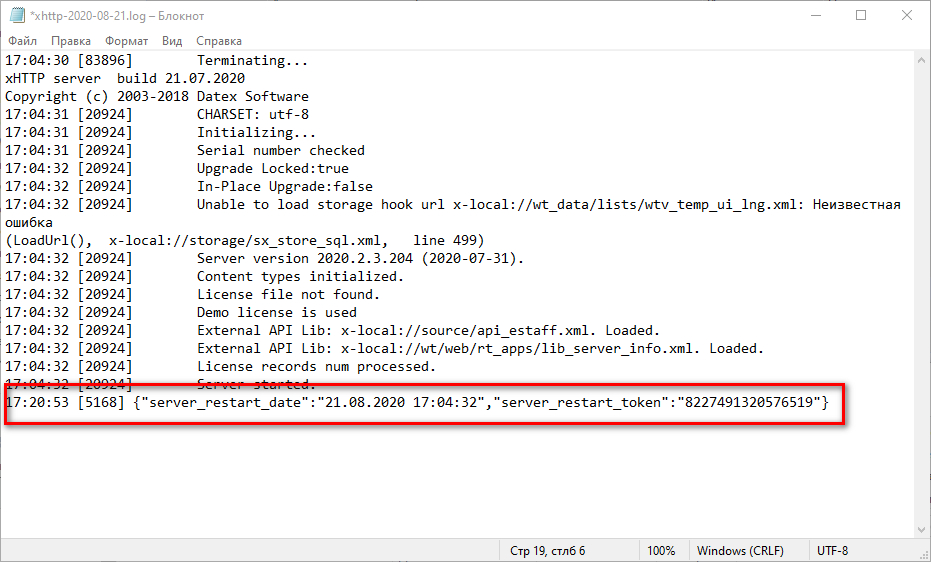 *xhttp-2020-08-21.log – Блокнот
Файл Правка Формат Вид Справка
17:04:30 [83896] Terminating...
xHTTP server build 21.07.2020
Copyright (c) 2003-2018 Datex Software
17:04:31 [20924] CHARSET: utf-8
17:04:31 [20924] Initializing...
17:04:31 [20924] Serial number checked
17:04:32 [20924] Upgrade Locked:true
17:04:32 [20924] In-Place Upgrade:false
17:04:32 [20924] Unable to load storage hook url x-local://wt_data/lists/wtv_temp_ui_lng.xml: Неизвестная
ошибка
(LoadUrl(), x-local://storage/sx_store_sql.xml, line 499)
17:04:32 [20924] Server version 2020.2.3.204 (2020-07-31).
17:04:32 [20924] Content types initialized.
17:04:32 [20924] License file not found.
17:04:32 [20924] Demo license is used
17:04:32 [20924] External API Lib: x-local://source/api_estaff.xml. Loaded.
17:04:32 [20924] External API Lib: x-local://wt/web/rt_apps/lib_server_info.xml. Loaded.
17:04:32 [20924] License records num processed.
17:04:32 [20924] Server started.
17:20:53 [5168] {"server_restart_date":"21.08.2020 17:04:32","server_restart_token":"8227491320576519"}
Стр 19, стлб 6 100% Windows (CRLF) UTF-8